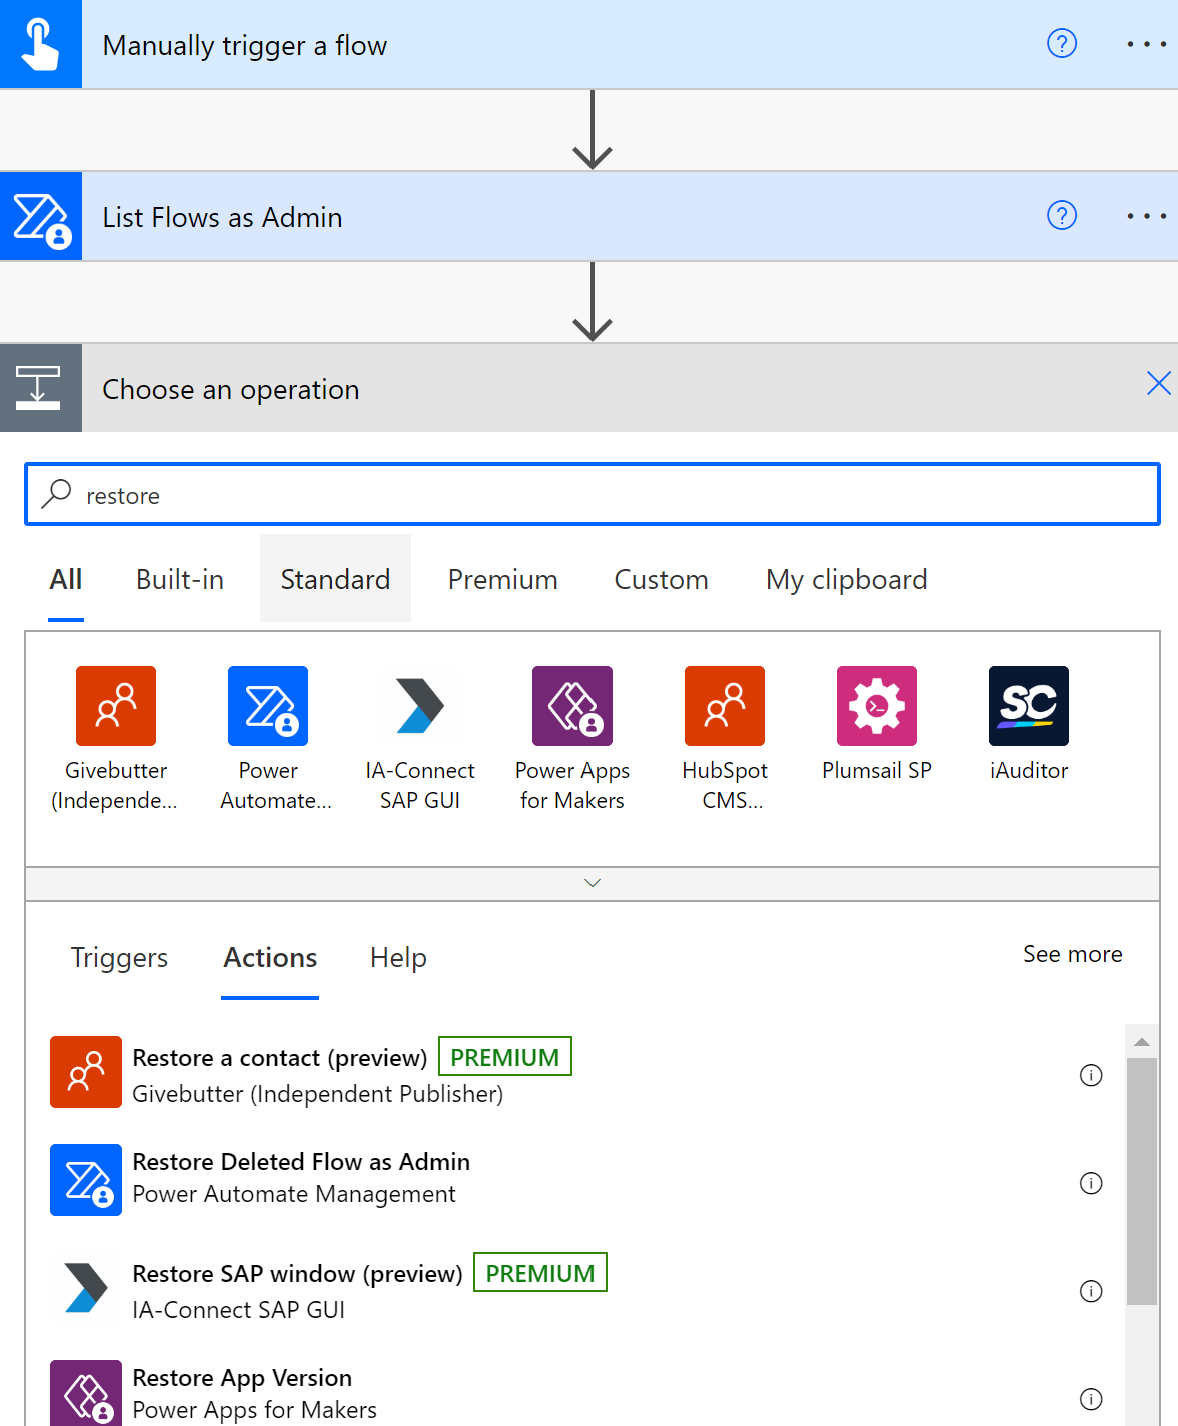 Manually trigger a flow
List Flows as Admin
Choose an operation
restore
All Built-in Standard Premium Custom My clipboard
Givebutter Power IA-Connect Power Apps HubSpot Plumsail SP iAuditor
(Independe... Automate... SAP GUI for Makers CMS...
Triggers Actions Help See more
Restore a contact (preview) PREMIUM
Givebutter (Independent Publisher)
Restore Deleted Flow as Admin
Power Automate Management
Restore SAP window (preview) PREMIUM
IA-Connect SAP GUI
Restore App Version
Power Apps for Makers